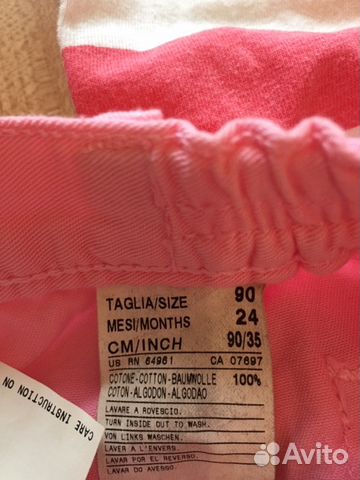 TAGLIA/SIZE 90
MESI/MONTHS 24
CM/INCH 90/35
US RN 64961 CA 07697
COTONE-COTTON-BAUMWOLLE 100%
COTON-ALGODON-ALGODAO
LAVARE A ROVESCIO.
TURN INSIDE OUT TO WASH.
VON LINKS WASCHEN.
LAVER A L'ENVERS.
LAVAR POR EL REVERSO.
LAVAR DO AVESSO.
CARE INSTRUCTION ON
Avito